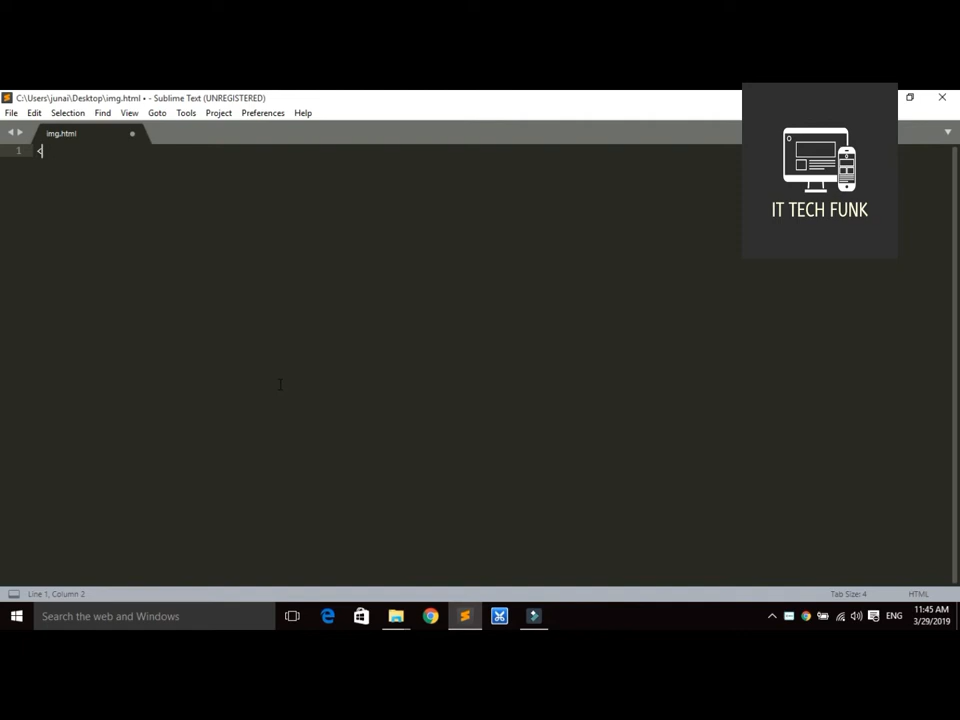 C:\Users\junai\Desktop\img.html • - Sublime Text (UNREGISTERED)
File Edit Selection Find View Goto Tools Project Preferences Help
img.html
IT TECH FUNK
1 <
Line 1, Column 2
Tab Size: 4
HTML
Search the web and Windows
ENG
11:45 AM
3/29/2019